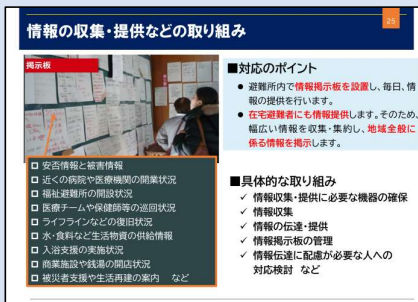 情報の収集・提供などの取り組み
25
掲示板
安否情報と被害情報
近くの病院や医療機関の開業状況
福祉避難所の開設状況
医療チームや保健師等の巡回状況
ライフラインなどの復旧状況
水・食料など生活物資の供給情報
入浴支援の実施状況
商業施設や銭湯の開店状況
被災者支援や生活再建の案内 など
■対応のポイント
● 避難所内で情報掲示板を設置し、毎日、情
報の提供を行います。
● 在宅避難者にも情報提供します。そのため、
幅広い情報を収集・集約し、地域全般に
係る情報を掲示します。
■具体的な取り組み
✓ 情報収集・提供に必要な機器の確保
✓ 情報収集
✓ 情報の伝達・提供
✓ 情報掲示板の管理
✓ 情報伝達に配慮が必要な人への
対応検討 など